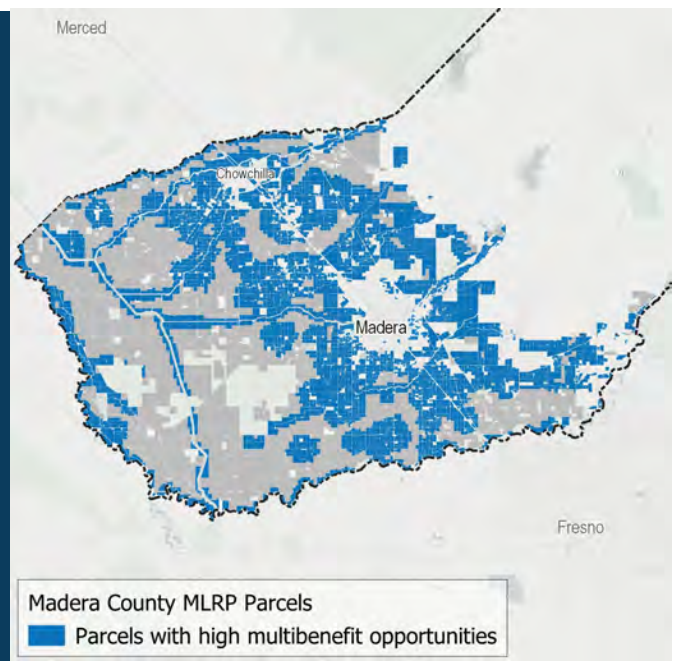 Merced
Chowchilla
Madera
Fresno
Madera County MLRP Parcels
Parcels with high multibenefit opportunities